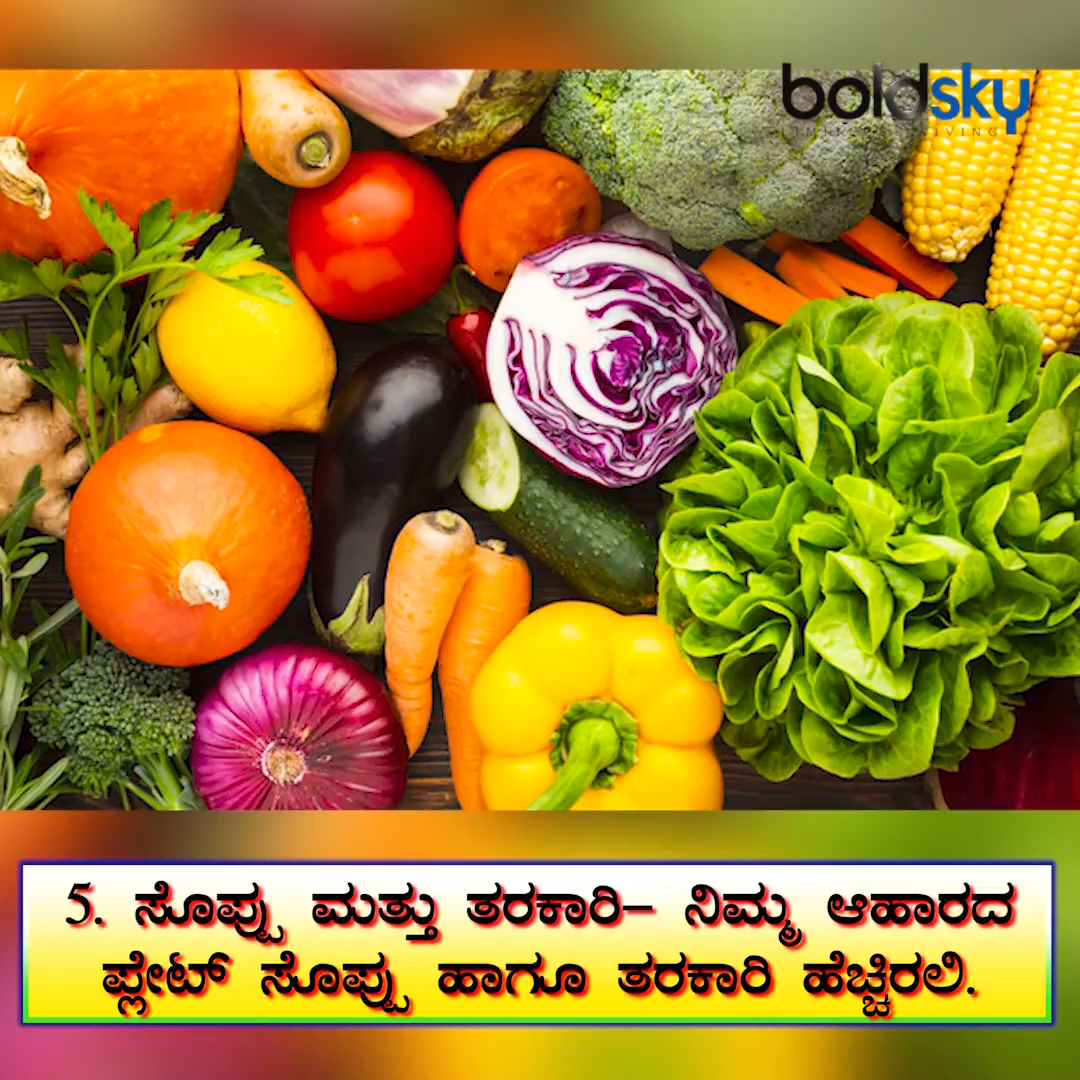 boldsky
5. ಸೊಪ್ಪು ಮತ್ತು ತರಕಾರಿ– ನಿಮ್ಮ ಆಹಾರದ
ಪ್ಲೇಟ್ ಸೊಪ್ಪು ಹಾಗೂ ತರಕಾರಿ ಹೆಚ್ಚಿರಲಿ.